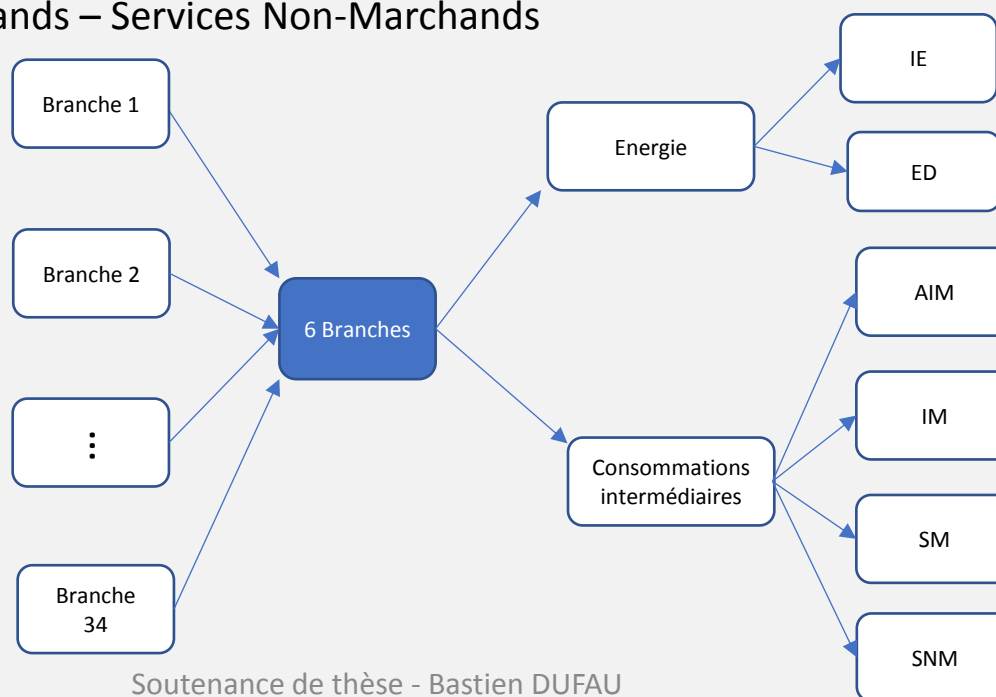 ands – Services Non-Marchands
Branche 1
Branche 2
⋮
Branche
34
6 Branches
Energie
Consommations
intermédiaires
IE
ED
AIM
IM
SM
SNM
Soutenance de thèse - Bastien DUFAU